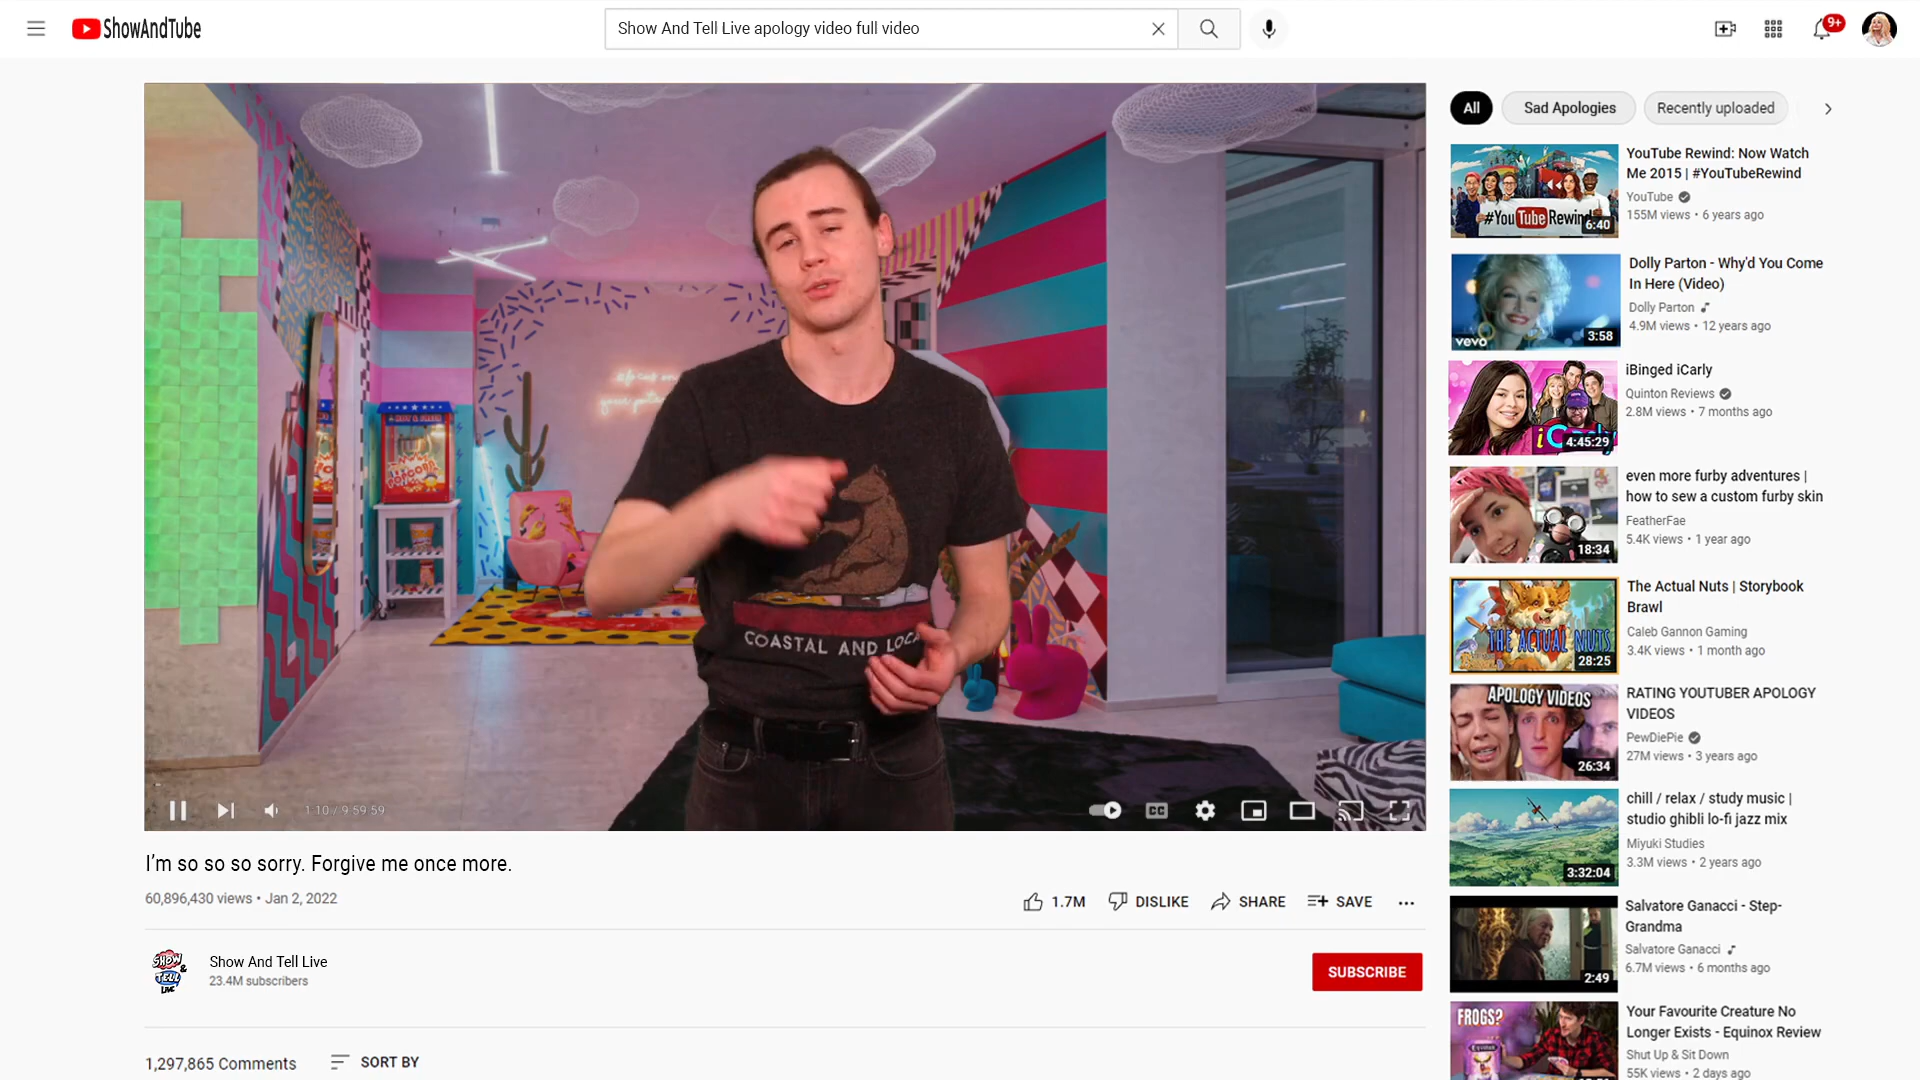 ShowAndTube
Show And Tell Live apology video full video
9+
COASTAL AND LOCA
1:10 / 9:59:59
CC
I'm so so so sorry. Forgive me once more.
60,896,430 views • Jan 2, 2022
1.7M
DISLIKE
SHARE
SAVE
SHOW & TELL LIVE
Show And Tell Live
23.4M subscribers
SUBSCRIBE
1,297,865 Comments
SORT BY
All
Sad Apologies
Recently uploaded
#YouTube Rewind
6:40
YouTube Rewind: Now Watch
Me 2015 | #YouTubeRewind
YouTube
155M views • 6 years ago
vevo
3:58
Dolly Parton - Why'd You Come
In Here (Video)
Dolly Parton
4.9M views • 12 years ago
iCarly
4:45:29
iBinged iCarly
Quinton Reviews
2.8M views • 7 months ago
18:34
even more furby adventures |
how to sew a custom furby skin
FeatherFae
5.4K views • 1 year ago
THE ACTUAL NUTS
28:25
The Actual Nuts | Storybook
Brawl
Caleb Gannon Gaming
3.4K views • 1 month ago
APOLOGY VIDEOS
26:34
RATING YOUTUBER APOLOGY
VIDEOS
PewDiePie
27M views • 3 years ago
3:32:04
chill / relax / study music |
studio ghibli lo-fi jazz mix
Miyuki Studies
3.3M views • 2 years ago
2:49
Salvatore Ganacci - Step-
Grandma
Salvatore Ganacci
6.7M views • 6 months ago
FROGS?
Your Favourite Creature No
Longer Exists - Equinox Review
Shut Up & Sit Down
55K views • 2 days ago